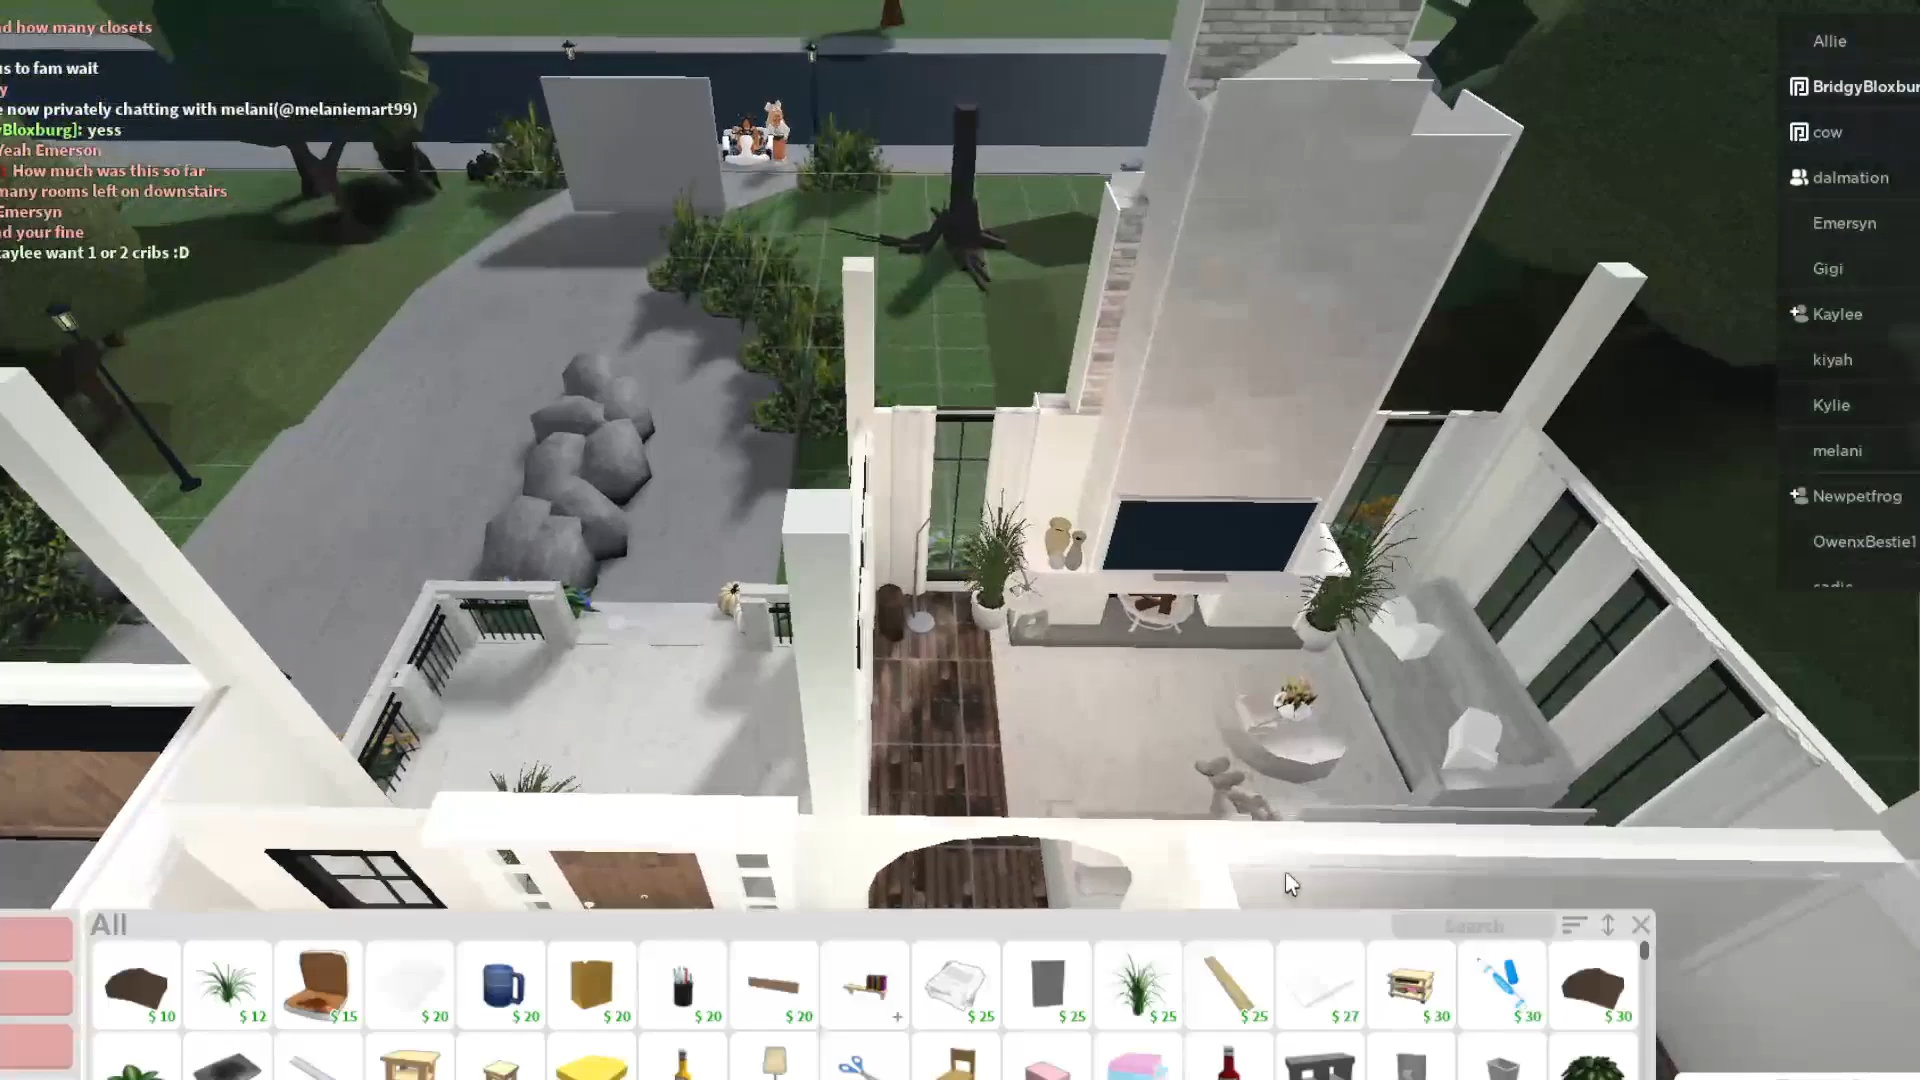 d how many closets
s to fam wait
y
now privately chatting with melani(@melaniemart99)
yBloxburg]: yess
Yeah Emerson
How much was this so far
many rooms left on downstairs
Emersyn
d your fine
kaylee want 1 or 2 cribs :D
Allie
BridgyBloxbur
cow
dalmation
Emersyn
Gigi
Kaylee
kiyah
Kylie
melani
Newpetfrog
OwenxBestie1
All
Search
$ 10 $ 12 $ 15 $ 20 $ 20 $ 20 $ 20 $ 20 + $ 25 $ 25 $ 25 $ 25 $ 27 $ 30 $ 30 $ 30